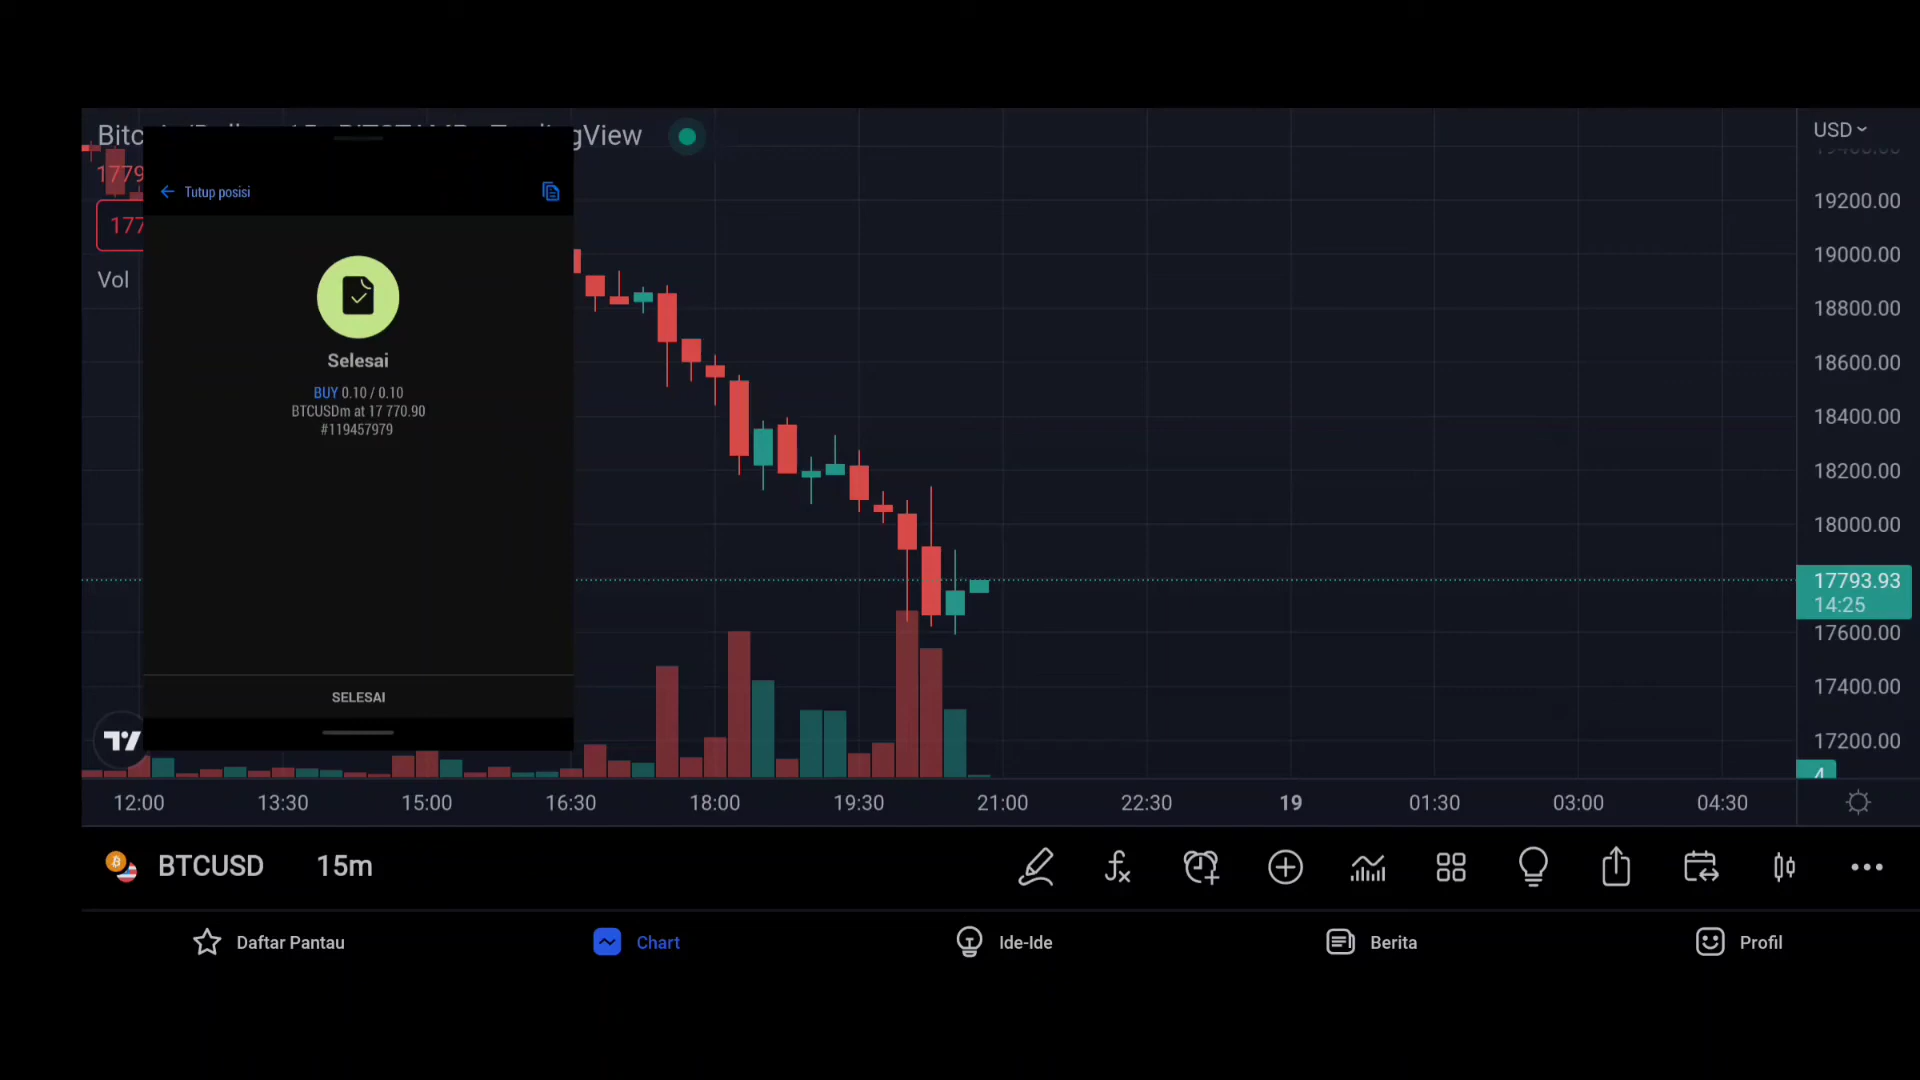 Bitc
gView
USD
1779
Tutup posisi
177
19200.00
19000.00
Vol
18800.00
Selesai
18600.00
BUY 0.10 / 0.10
BTCUSDm at 17 770.90
#119457979
18400.00
18200.00
18000.00
17793.93
14:25
17600.00
17400.00
SELESAI
17200.00
4
12:00 13:30 15:00 16:30 18:00 19:30 21:00 22:30 19 01:30 03:00 04:30
BTCUSD 15m
Daftar Pantau Chart Ide-Ide Berita Profil